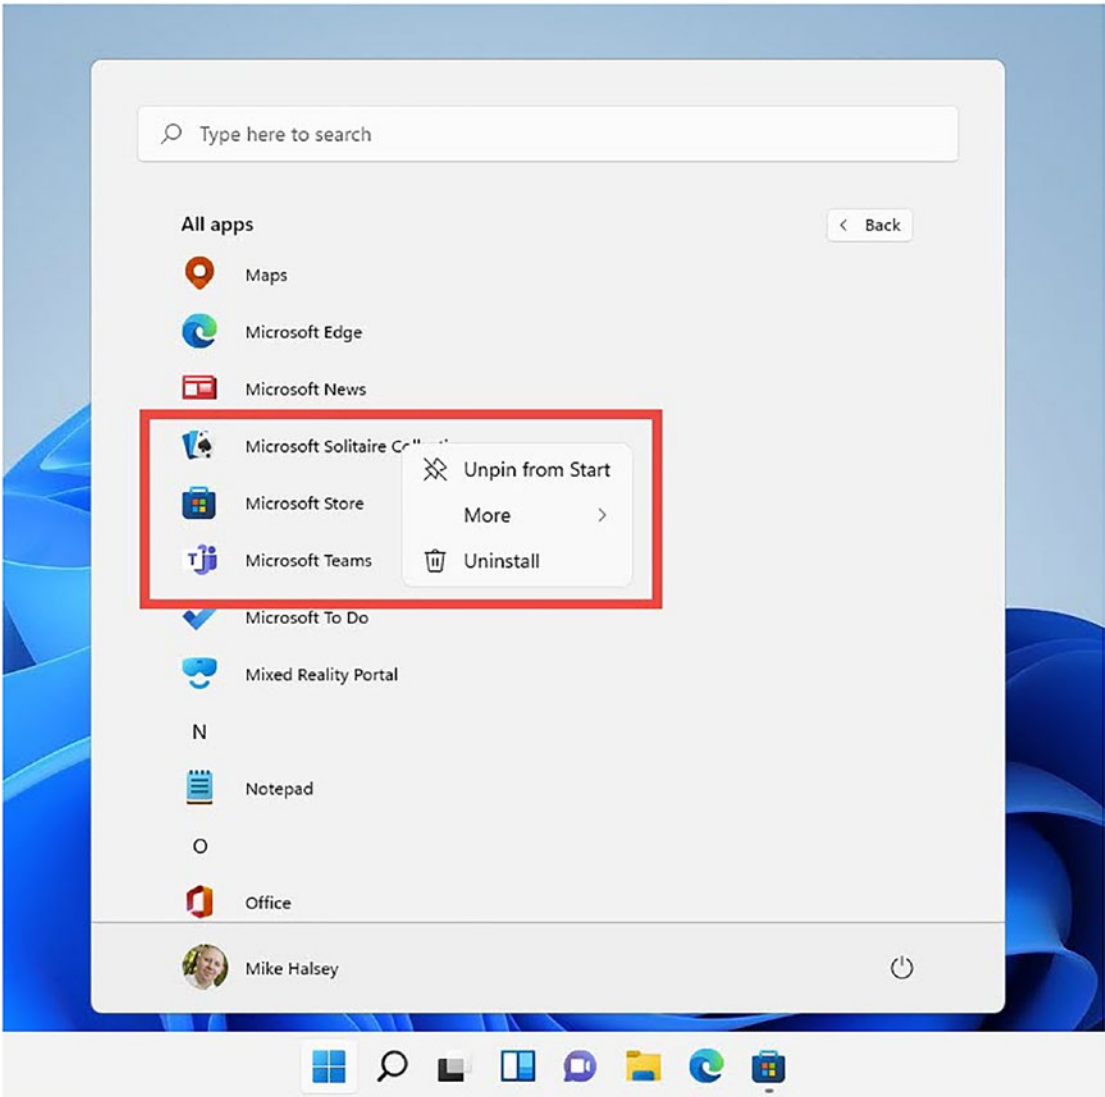 Type here to search
All apps
Back
Maps
Microsoft Edge
Microsoft News
Microsoft Solitaire
Unpin from Start
Microsoft Store
More
Microsoft Teams
Uninstall
Microsoft To Do
Mixed Reality Portal
N
Notepad
O
Office
Mike Halsey